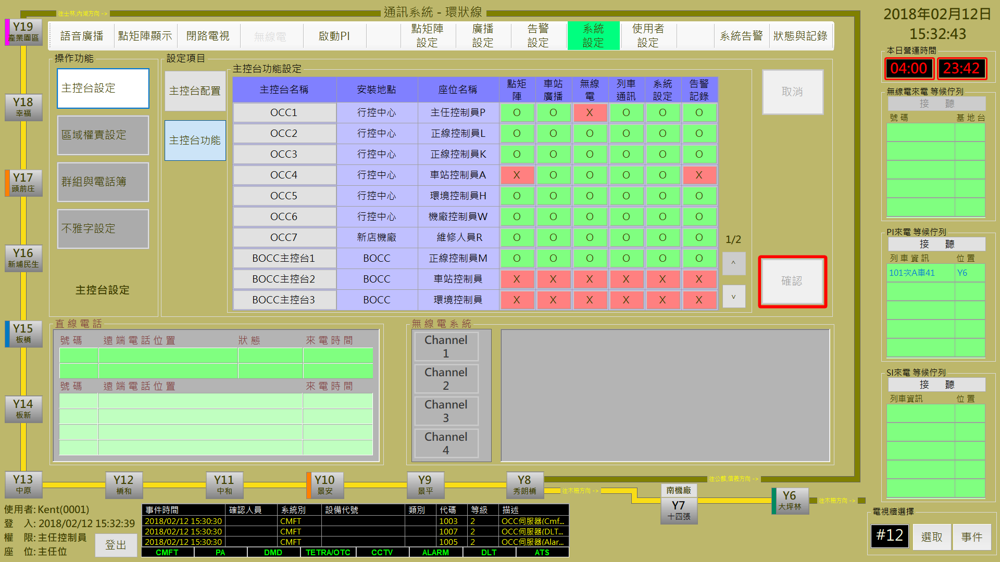 往士林,內湖方向 ->
通訊系統 - 環狀線
2018年02月12日
15:32:43
語音廣播
點矩陣顯示
閉路電視
無線電
啟動PI
點矩陣
設定
廣播
設定
告警
設定
系統
設定
使用者
設定
系統告警
狀態與記錄
Y19
產業園區
Y18
幸福
Y17
頭前庄
Y16
新埔民生
Y15
板橋
Y14
板新
Y13
中原
操作功能
主控台設定
區域權責設定
群組與電話簿
不雅字設定
主控台設定
設定項目
主控台配置
主控台功能
主控台功能設定
主控台名稱 安裝地點 座位名稱 點矩陣 車站廣播 無線電 列車通訊 系統設定 告警記錄
OCC1 行控中心 主任控制員P O O X O O O
OCC2 行控中心 正線控制員L O O O O O O
OCC3 行控中心 正線控制員K O O O O O O
OCC4 行控中心 車站控制員A X O O O O X
OCC5 行控中心 環境控制員H O O O O O O
OCC6 行控中心 機廠控制員W O O O O O O
OCC7 新店機廠 維修人員R O O O O O O
BOCC主控台1 BOCC 正線控制員M O O O O O O
BOCC主控台2 BOCC 車站控制員 X X X X X X
BOCC主控台3 BOCC 環境控制員 X X X X X X
1/2
^
v
取消
確認
本日營運時間
04:00 23:42
無線電來電 等候佇列
接 聽
號碼 基地台
PI來電 等候佇列
接 聽
列車資訊 位置
101次A車41 Y6
SI來電 等候佇列
接 聽
列車資訊 位置
直線電話
號碼 遠端電話位置 狀態 來電時間
號碼 遠端電話位置 來電時間
無線電系統
Channel
1
Channel
2
Channel
3
Channel
4
Y12
橋和
Y11
中和
Y10
景安
Y9
景平
Y8
秀朗橋
往公館,信義方向 ->
往木柵方向 ->
南機廠
Y7
十四張
Y6
大坪林
往木柵方向 ->
使用者: Kent(0001)
登 入: 2018/02/12 15:32:39
權 限: 主任控制員
座 位: 主任位
登出
事件時間 確認人員 系統別 設備代號 類別 代碼 等級 描述
2018/02/12 15:30:30 CMFT 1003 2 OCC伺服器(Cmf...
2018/02/12 15:30:30 CMFT 1007 2 OCC伺服器(DLT...
2018/02/12 15:30:30 CMFT 1005 2 OCC伺服器(Alar...
CMFT PA DMD TETRA/OTC CCTV ALARM DLT ATS
電視牆選擇
#12 選取 事件